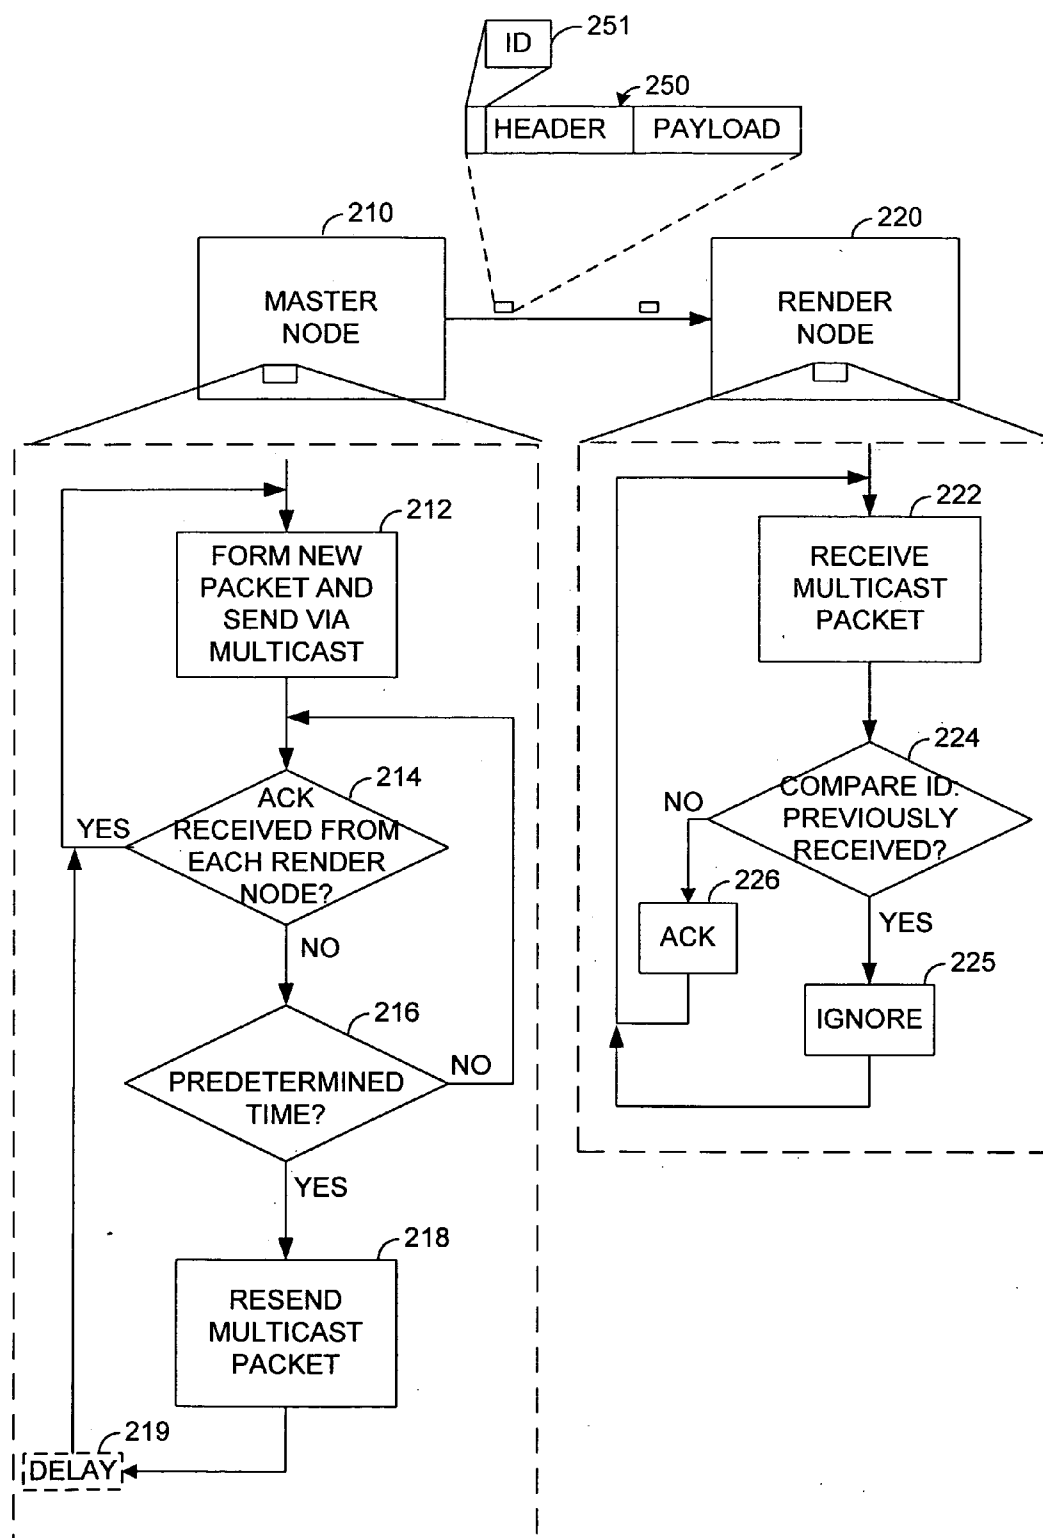 251
ID
250
HEADER
PAYLOAD
210
MASTER
NODE
220
RENDER
NODE
212
FORM NEW
PACKET AND
SEND VIA
MULTICAST
214
ACK
RECEIVED FROM
EACH RENDER
NODE?
YES
NO
216
PREDETERMINED
TIME?
NO
YES
218
RESEND
MULTICAST
PACKET
219
DELAY
222
RECEIVE
MULTICAST
PACKET
224
COMPARE ID:
PREVIOUSLY
RECEIVED?
NO
226
ACK
YES
225
IGNORE